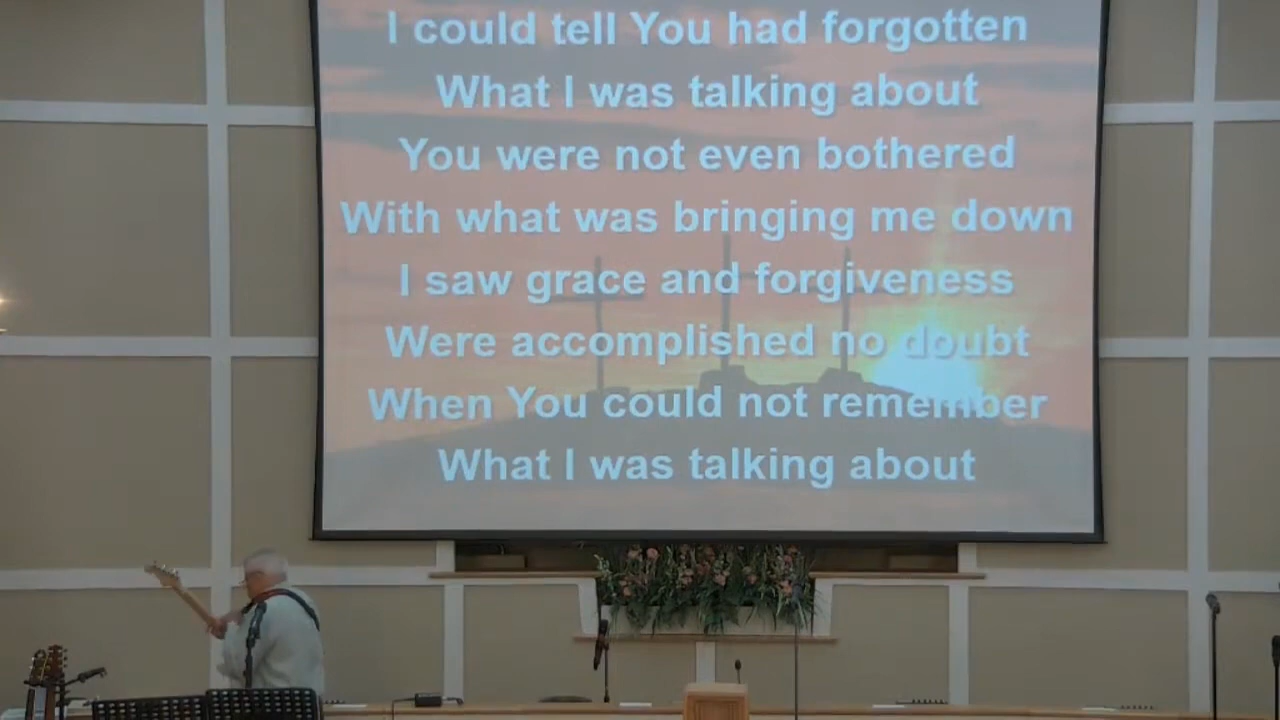 I could tell You had forgotten
What I was talking about
You were not even bothered
With what was bringing me down
I saw grace and forgiveness
Were accomplished no doubt
When You could not remember
What I was talking about